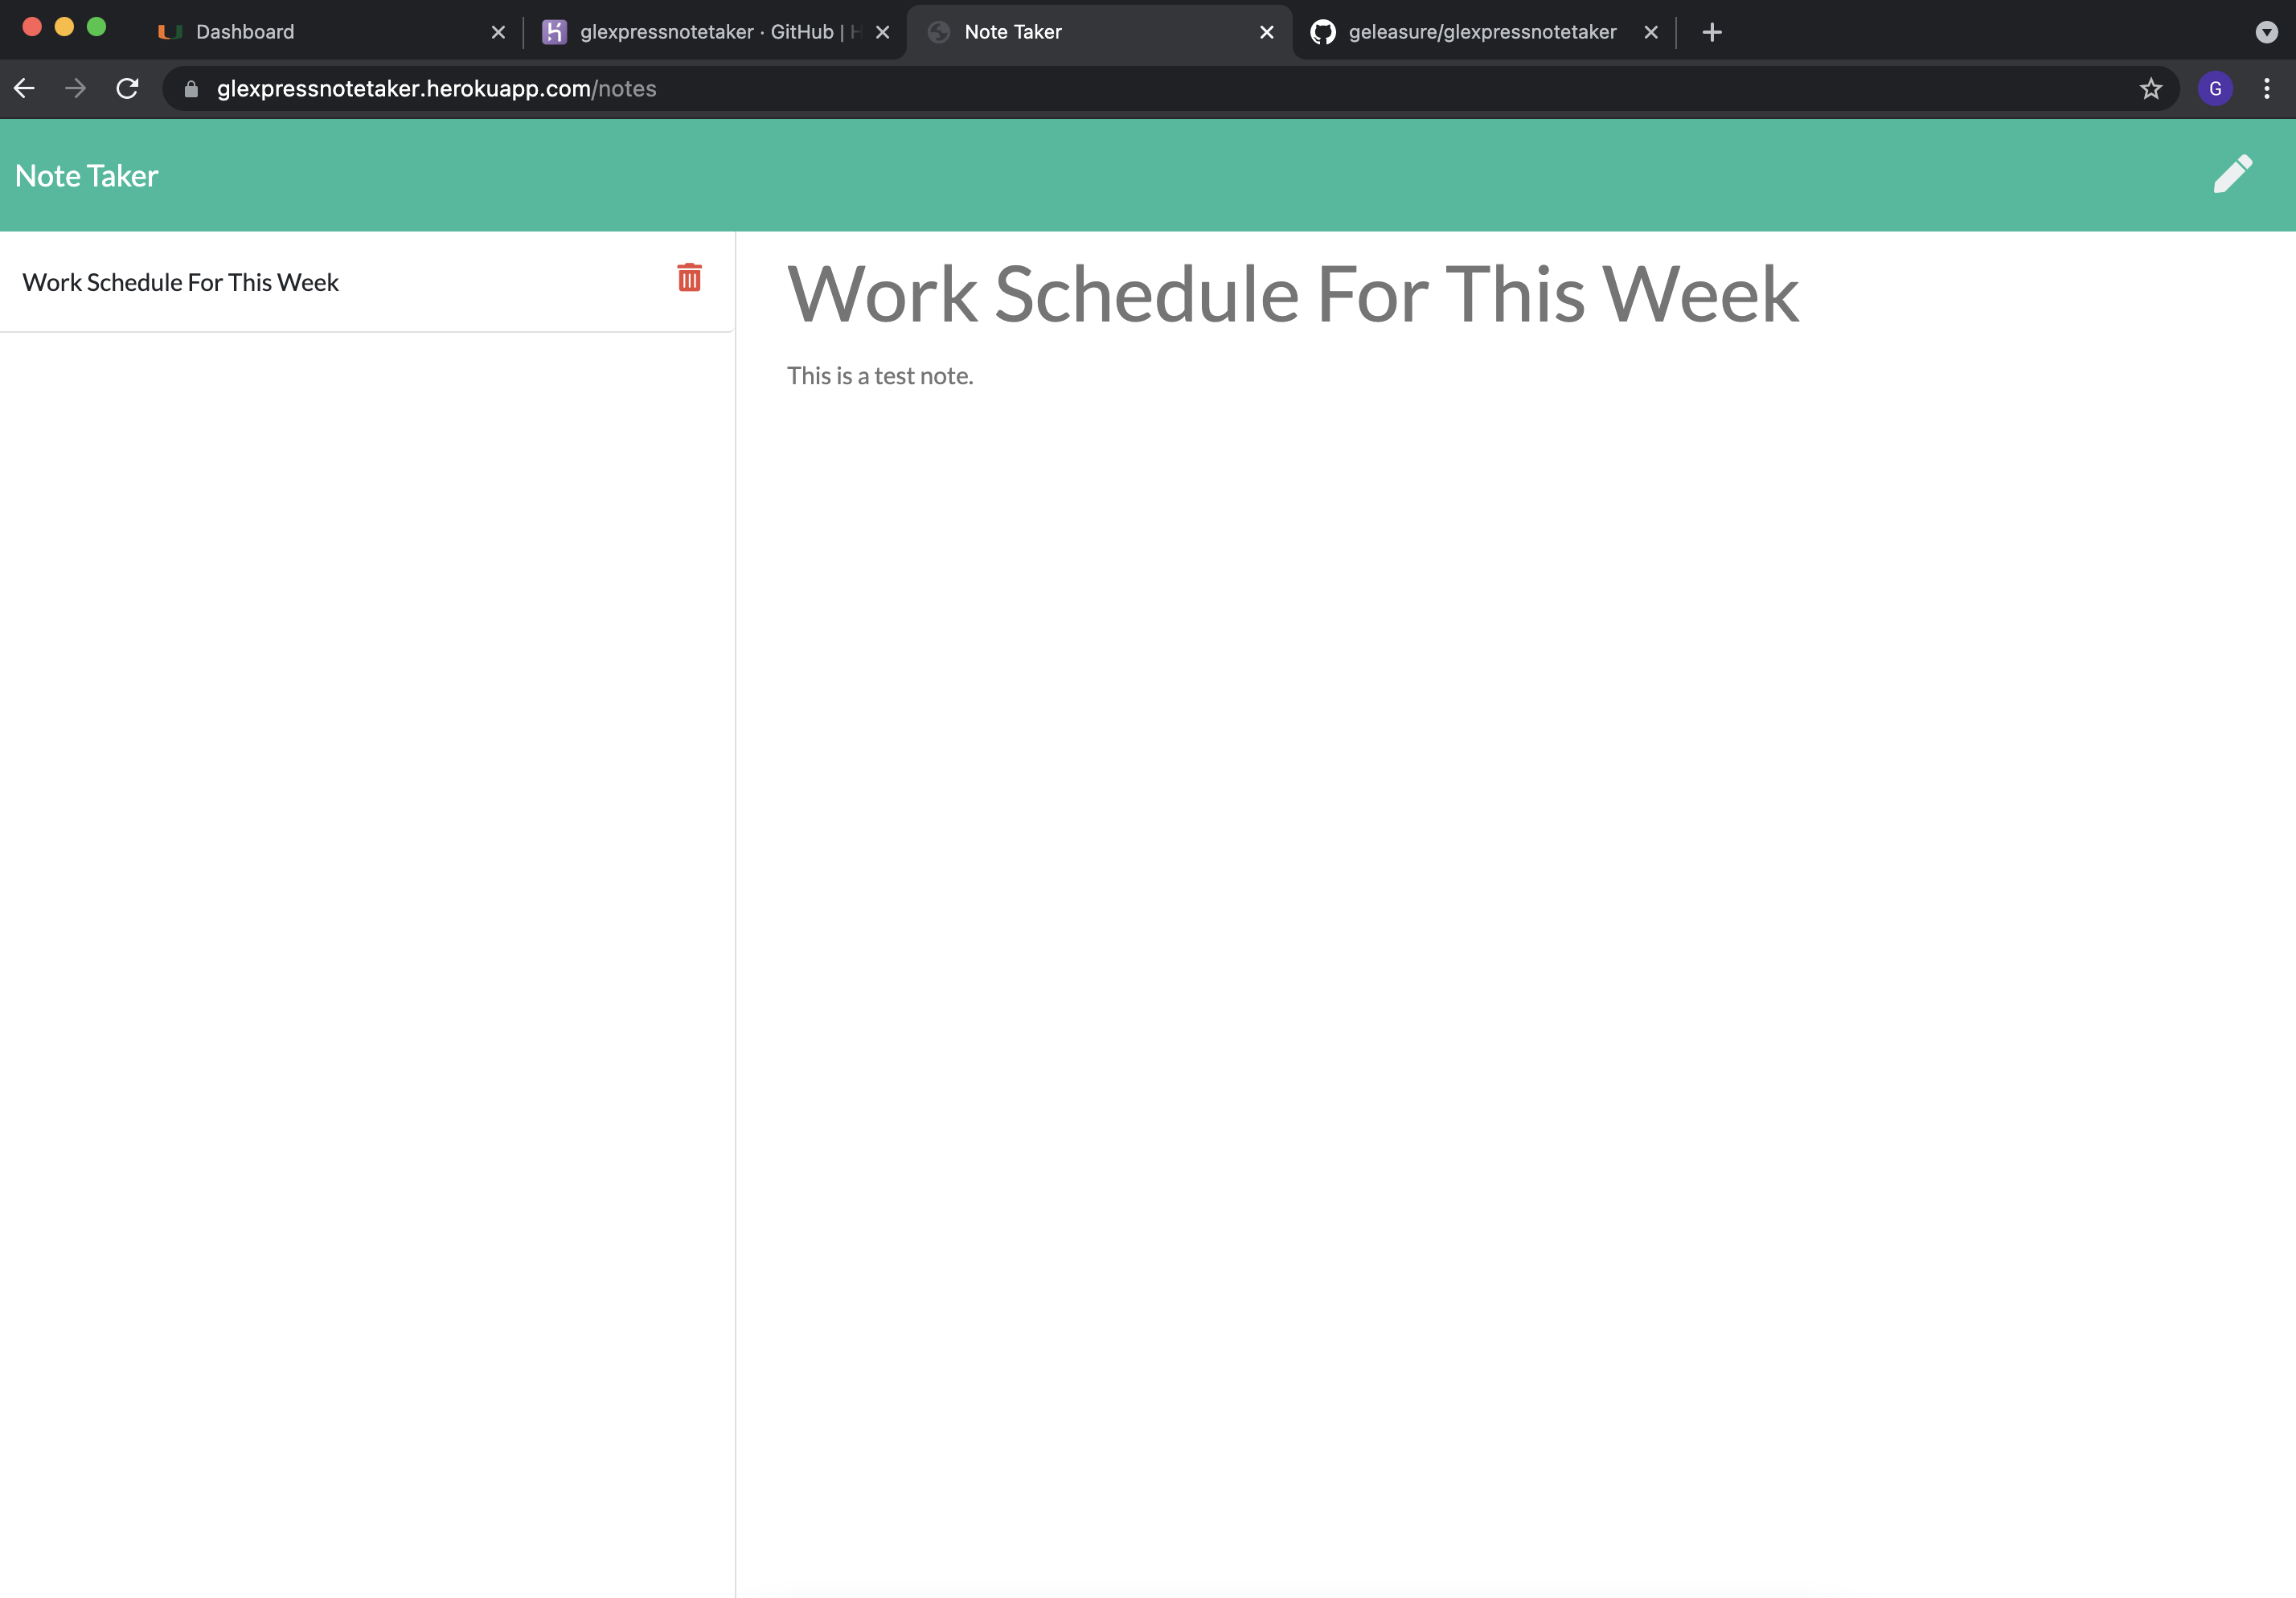 Dashboard
glexpressnotetaker · GitHub | H
Note Taker
geleasure/glexpressnotetaker
glexpressnotetaker.herokuapp.com/notes
G
Note Taker
Work Schedule For This Week
Work Schedule For This Week
This is a test note.